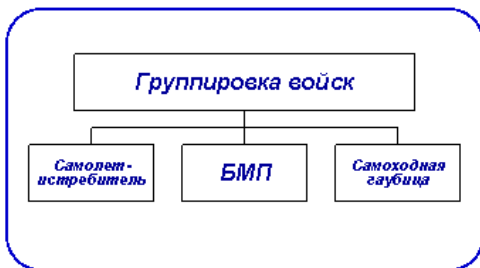 Группировка войск
Самолет-
истребитель
БМП
Самоходная
гаубица